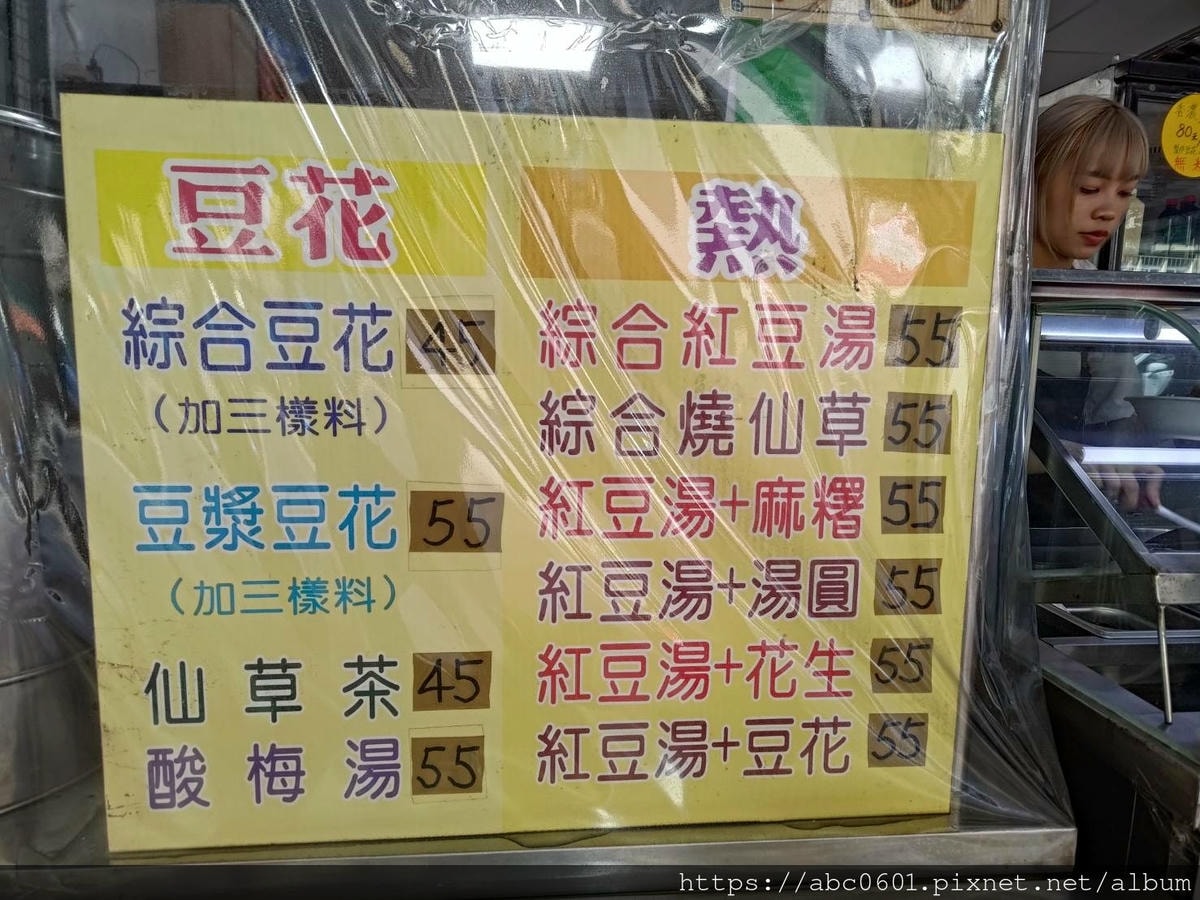 豆花
綜合豆花 45
（加三樣料）
豆漿豆花 55
（加三樣料）
仙草茶 45
酸梅湯 55
熱
綜合紅豆湯 55
綜合燒仙草 55
紅豆湯+麻糬 55
紅豆湯+湯圓 55
紅豆湯+花生 55
紅豆湯+豆花 55
80
https://abc0601.pixnet.net/album